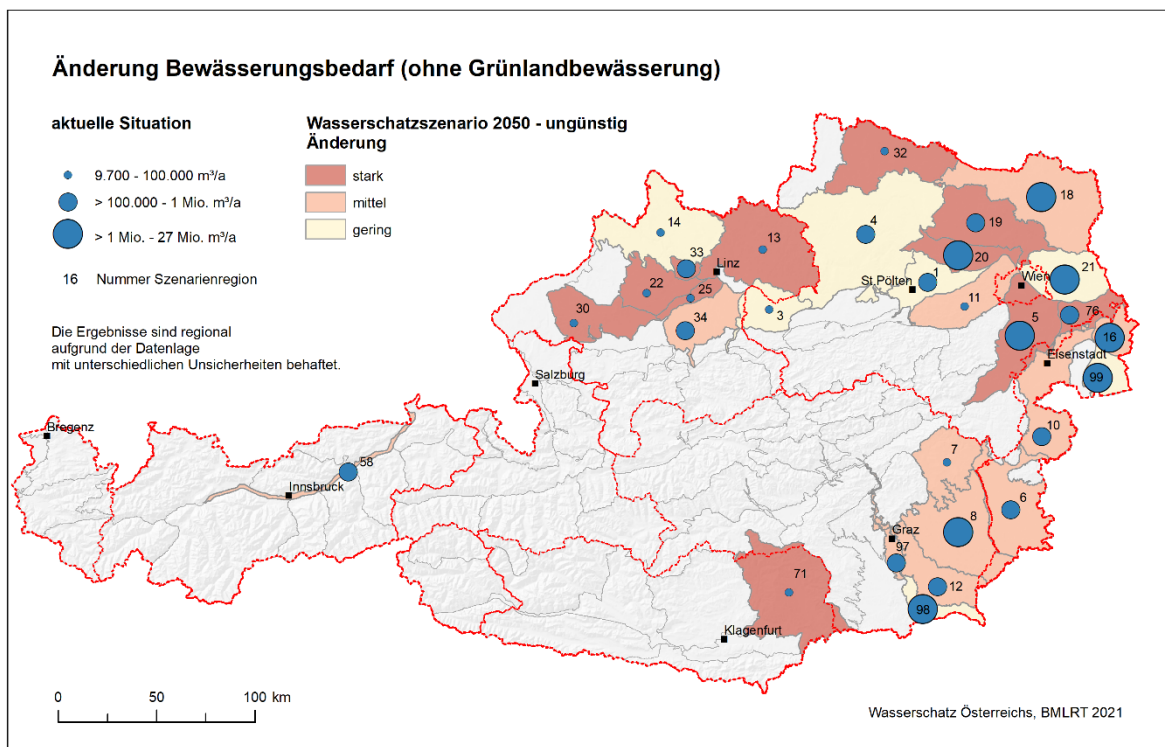 Änderung Bewässerungsbedarf (ohne Grünlandbewässerung)
aktuelle Situation
9.700 - 100.000 m³/a
> 100.000 - 1 Mio. m³/a
> 1 Mio. - 27 Mio. m³/a
16 Nummer Szenarienregion
Wasserschatzszenario 2050 - ungünstig
Änderung
stark
mittel
gering
Die Ergebnisse sind regional
aufgrund der Datenlage
mit unterschiedlichen Unsicherheiten behaftet.
32
18
14
4
19
13
33
Linz
20
21
22
25
St.Pölten
1
Wien
30
34
3
11
5
76
16
Eisenstadt
99
Salzburg
Bregenz
10
58
7
Innsbruck
6
8
Graz
97
71
12
98
Klagenfurt
0 50 100 km
Wasserschatz Österreichs, BMLRT 2021